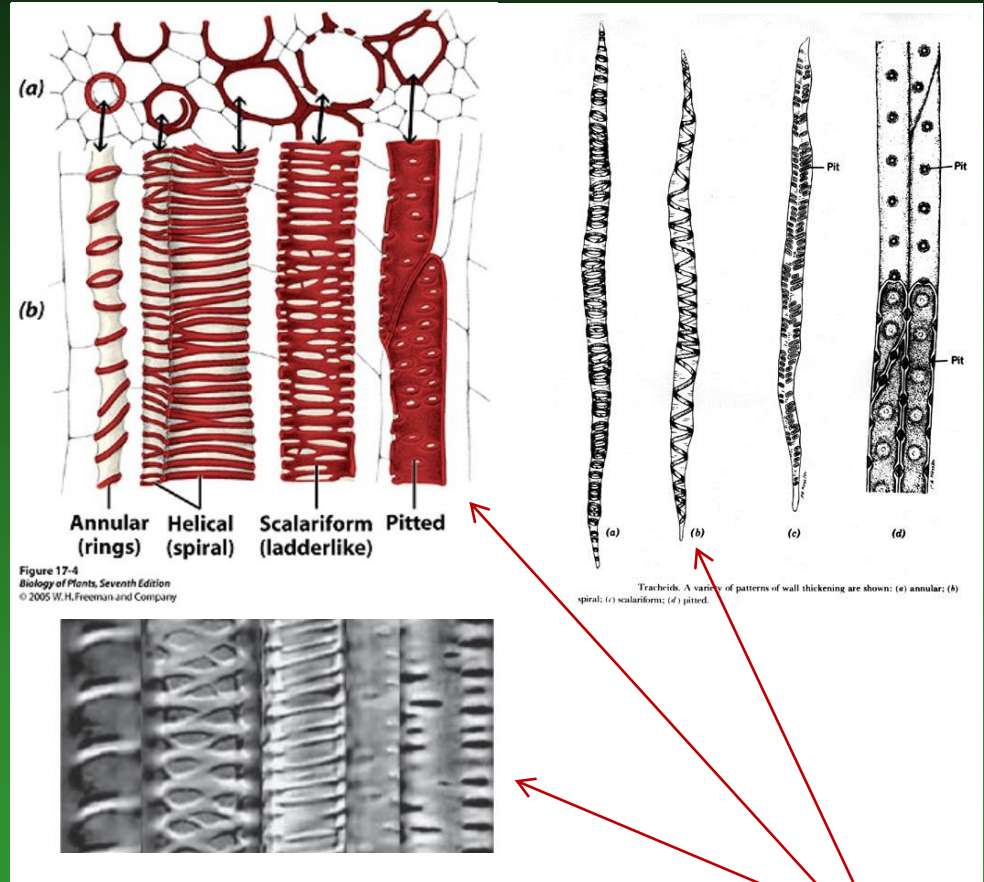 (a)
(b)
Annular
(rings)
Helical
(spiral)
Scalariform
(ladderlike)
Pitted
Figure 17-4
Biology of Plants, Seventh Edition
© 2005 W.H. Freeman and Company
Pit
Pit
Pit
(a)
(b)
(c)
(d)
Tracheids. A variety of patterns of wall thickening are shown: (a) annular; (b)
spiral; (c) scalariform; (d) pitted.